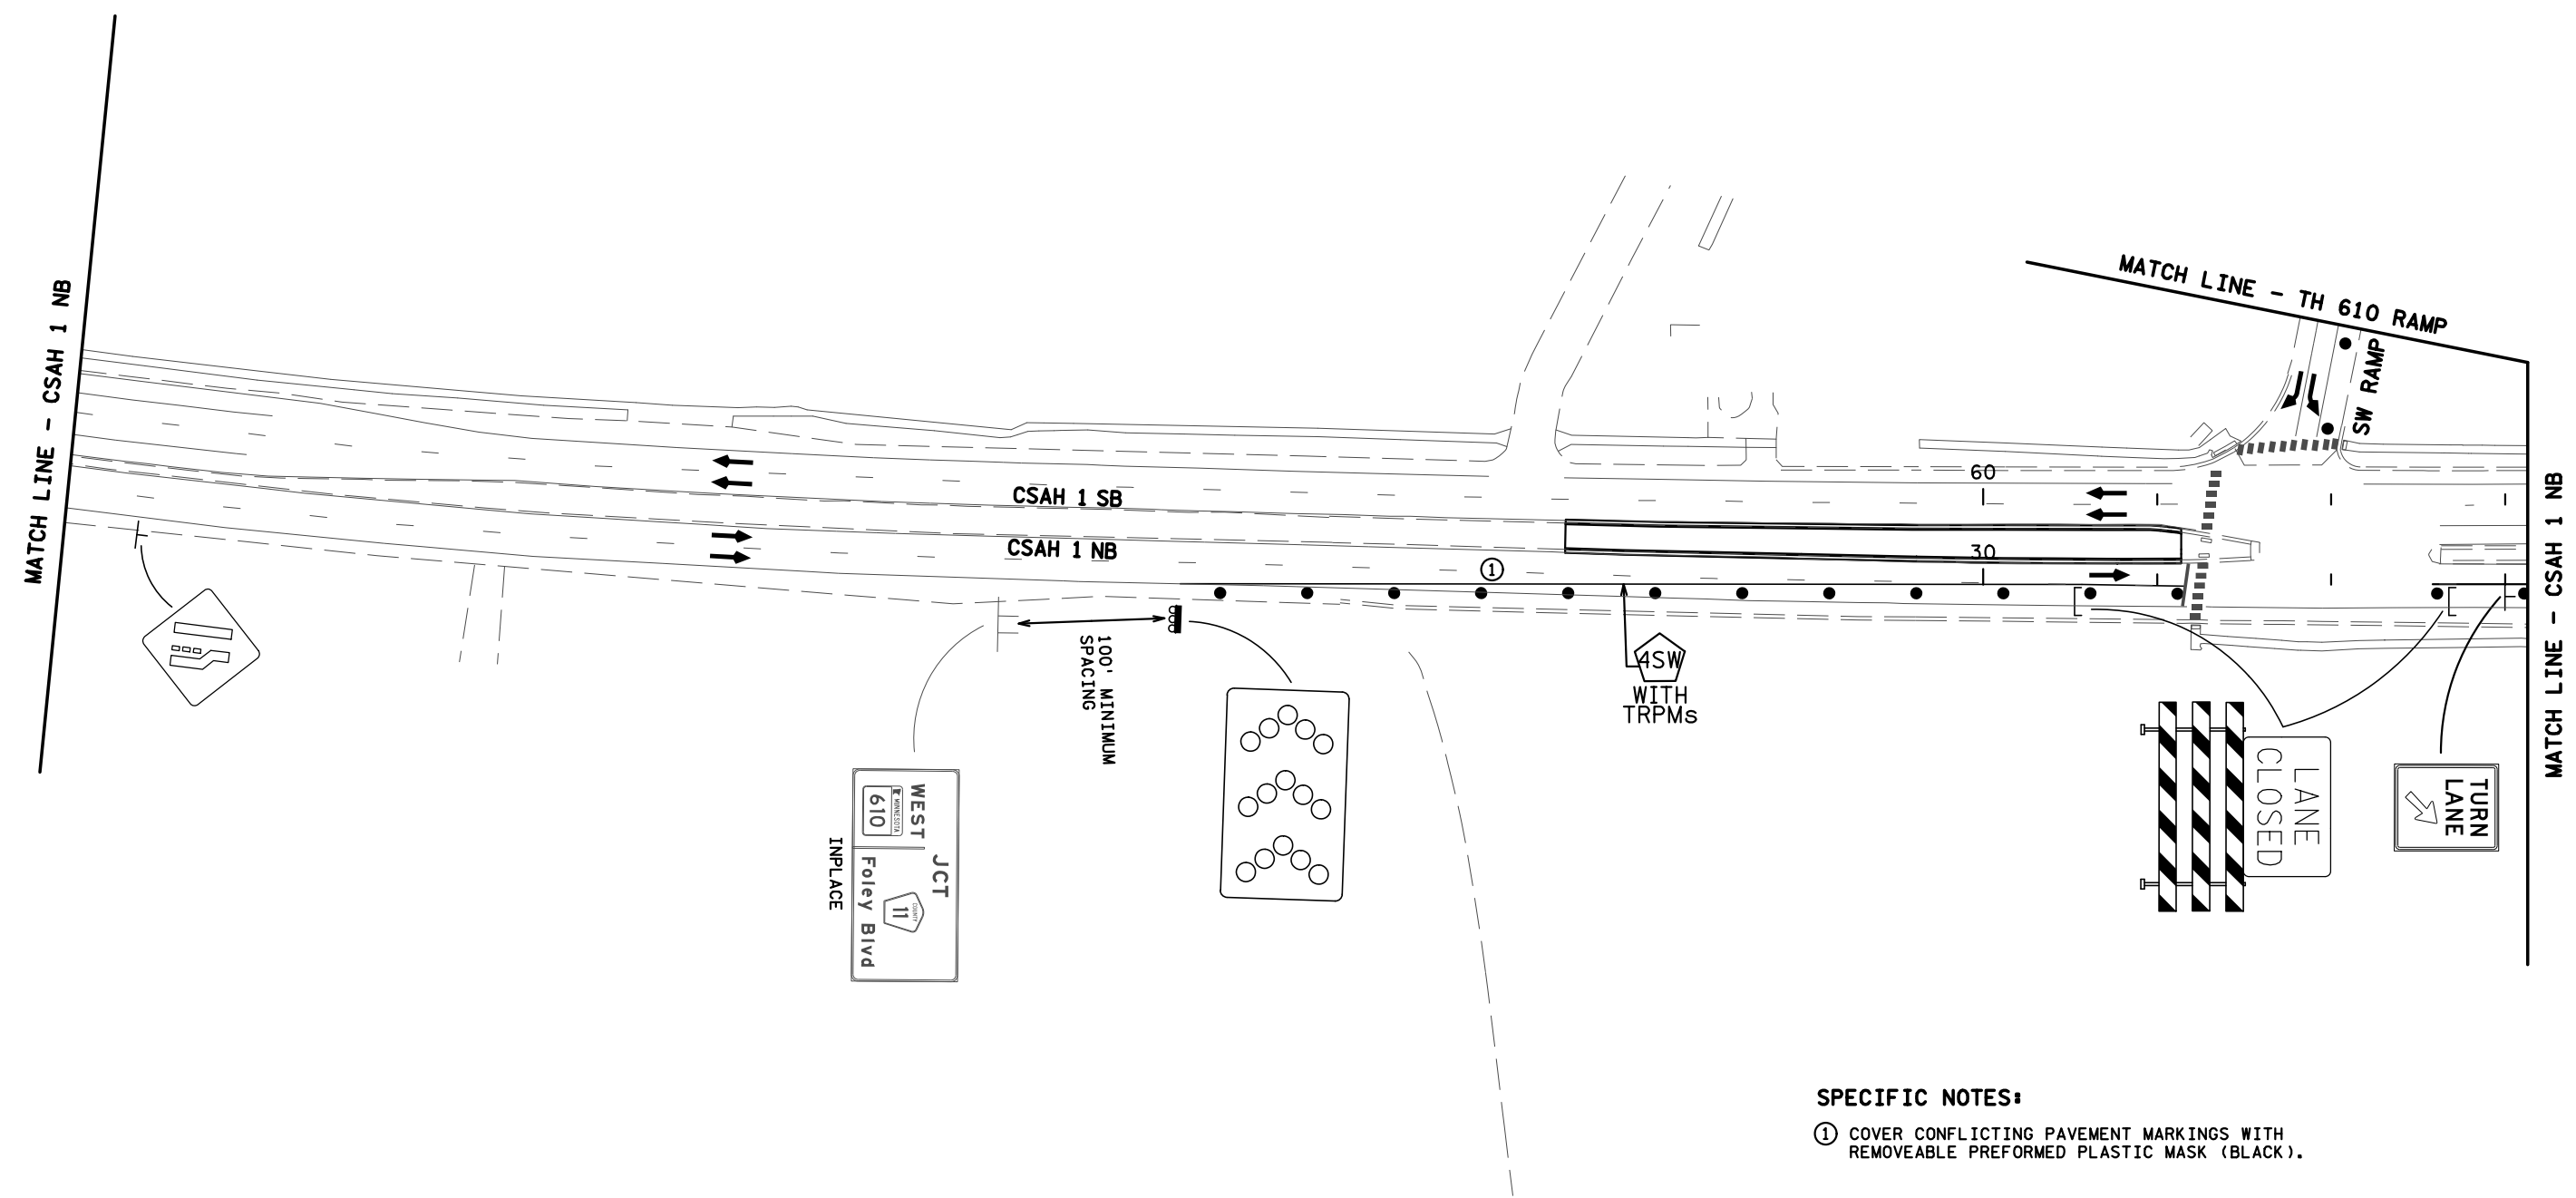 MATCH LINE - CSAH 1 NB
MATCH LINE - TH 610 RAMP
SW RAMP
60
CSAH 1 SB
CSAH 1 NB
30
1
MATCH LINE - CSAH 1 NB
100' MINIMUM
SPACING
4SW
WITH
TRPMs
JCT
WEST
MINNESOTA
610
COUNTY
11
Foley Blvd
INPLACE
LANE
CLOSED
TURN
LANE
SPECIFIC NOTES:
1 COVER CONFLICTING PAVEMENT MARKINGS WITH
REMOVEABLE PREFORMED PLASTIC MASK (BLACK).